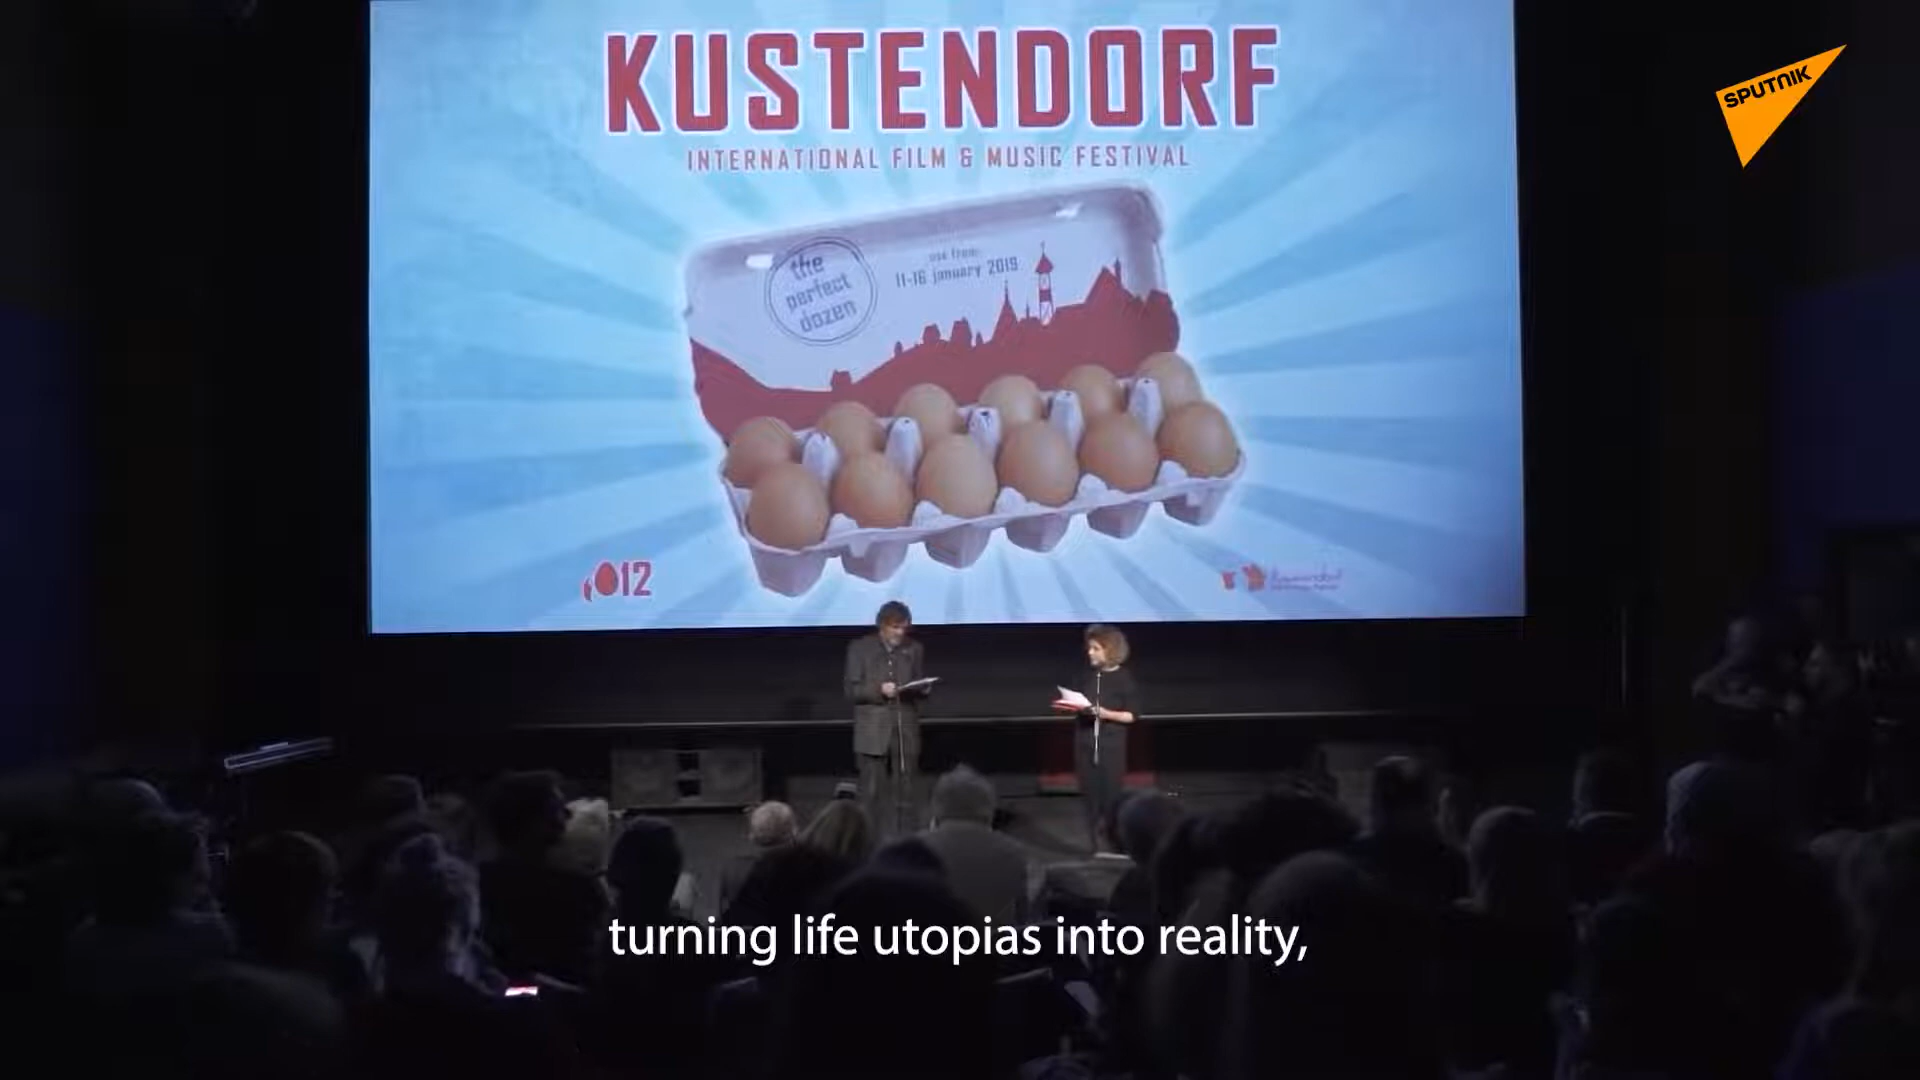 KUSTENDORF
SPUTNIK
INTERNATIONAL FILM & MUSIC FESTIVAL
the
perfect
dozen
use from:
11-16 january 2019
12
turning life utopias into reality,